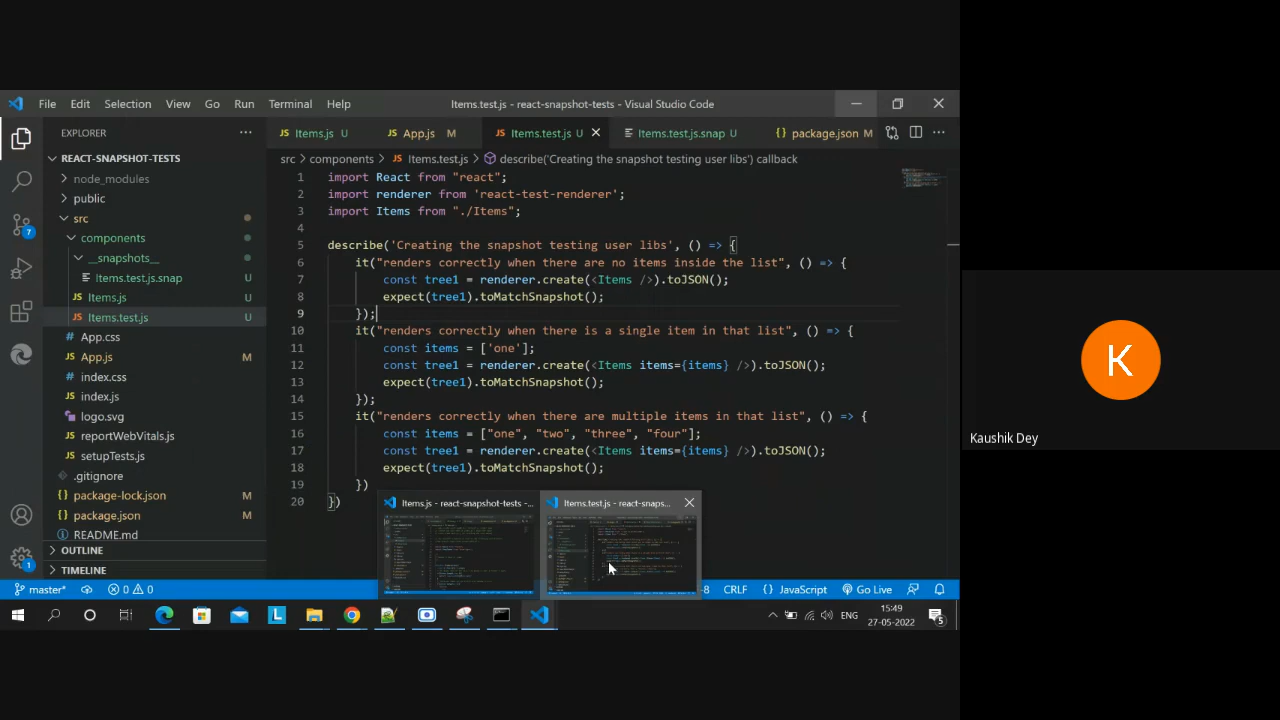 File Edit Selection View Go Run Terminal Help
Items.test.js - react-snapshot-tests - Visual Studio Code
EXPLORER
REACT-SNAPSHOT-TESTS
node_modules
public
src
components
__snapshots__
Items.test.js.snap U
Items.js U
Items.test.js U
App.css
App.js M
index.css
index.js
logo.svg
reportWebVitals.js
setupTests.js
.gitignore
package-lock.json M
package.json M
README.md
OUTLINE
TIMELINE
JS Items.js U JS App.js M JS Items.test.js U Items.test.js.snap U package.json M
src > components > JS Items.test.js > describe('Creating the snapshot testing user libs') callback
1 import React from "react";
2 import renderer from 'react-test-renderer';
3 import Items from "./Items";
4
5 describe('Creating the snapshot testing user libs', () => {
6 it("renders correctly when there are no items inside the list", () => {
7 const tree1 = renderer.create(<Items />).toJSON();
8 expect(tree1).toMatchSnapshot();
9 });
10 it("renders correctly when there is a single item in that list", () => {
11 const items = ['one'];
12 const tree1 = renderer.create(<Items items={items} />).toJSON();
13 expect(tree1).toMatchSnapshot();
14 });
15 it("renders correctly when there are multiple items in that list", () => {
16 const items = ["one", "two", "three", "four"];
17 const tree1 = renderer.create(<Items items={items} />).toJSON();
18 expect(tree1).toMatchSnapshot();
19 })
20 })
Items.js - react-snapshot-tests - ...
Items.test.js - react-snaps...
master* 0 0 -8 CRLF {} JavaScript Go Live
7
1
L
ENG
15:49
27-05-2022
5
K
Kaushik Dey